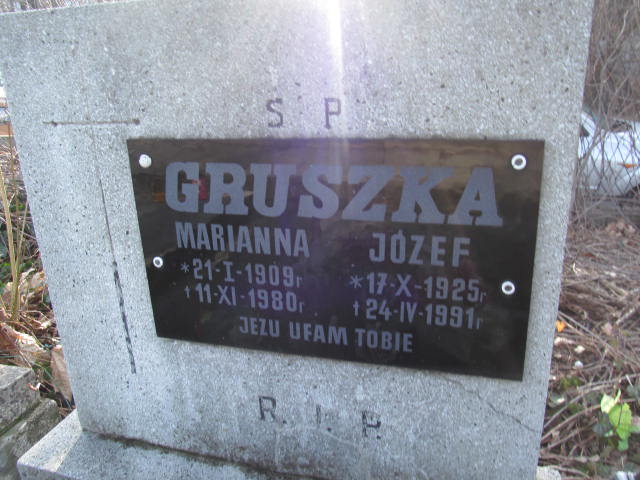 Ś P
GRUSZKA
MARIANNA JÓZEF
*21-I-1909r *17-X-1925r
†11-XI-1980r †24-IV-1991r
JEZU UFAM TOBIE
R.I.P.